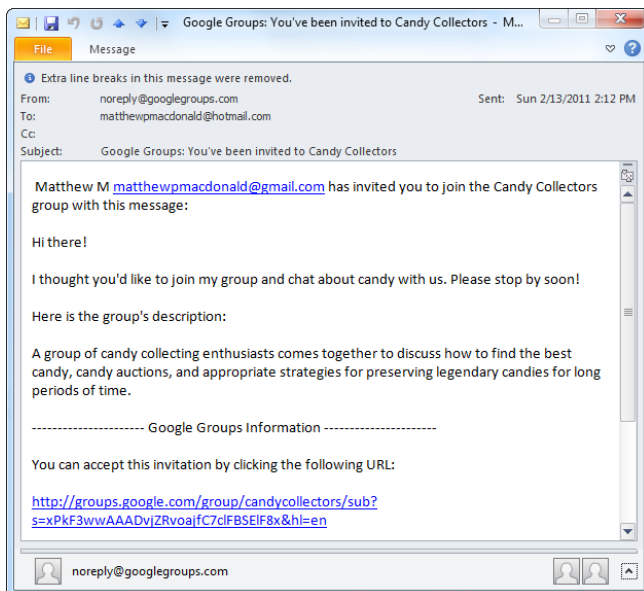 Google Groups: You've been invited to Candy Collectors - M...
File Message
Extra line breaks in this message were removed.
From: noreply@googlegroups.com Sent: Sun 2/13/2011 2:12 PM
To: matthewpmacdonald@hotmail.com
Cc:
Subject: Google Groups: You've been invited to Candy Collectors
Matthew M matthewpmacdonald@gmail.com has invited you to join the Candy Collectors
group with this message:
Hi there!
I thought you'd like to join my group and chat about candy with us. Please stop by soon!
Here is the group's description:
A group of candy collecting enthusiasts comes together to discuss how to find the best
candy, candy auctions, and appropriate strategies for preserving legendary candies for long
periods of time.
---------------------- Google Groups Information ----------------------
You can accept this invitation by clicking the following URL:
http://groups.google.com/group/candycollectors/sub?
s=xPkF3wwAAADvjZRvoajfC7clFBSElF8x&hl=en
noreply@googlegroups.com